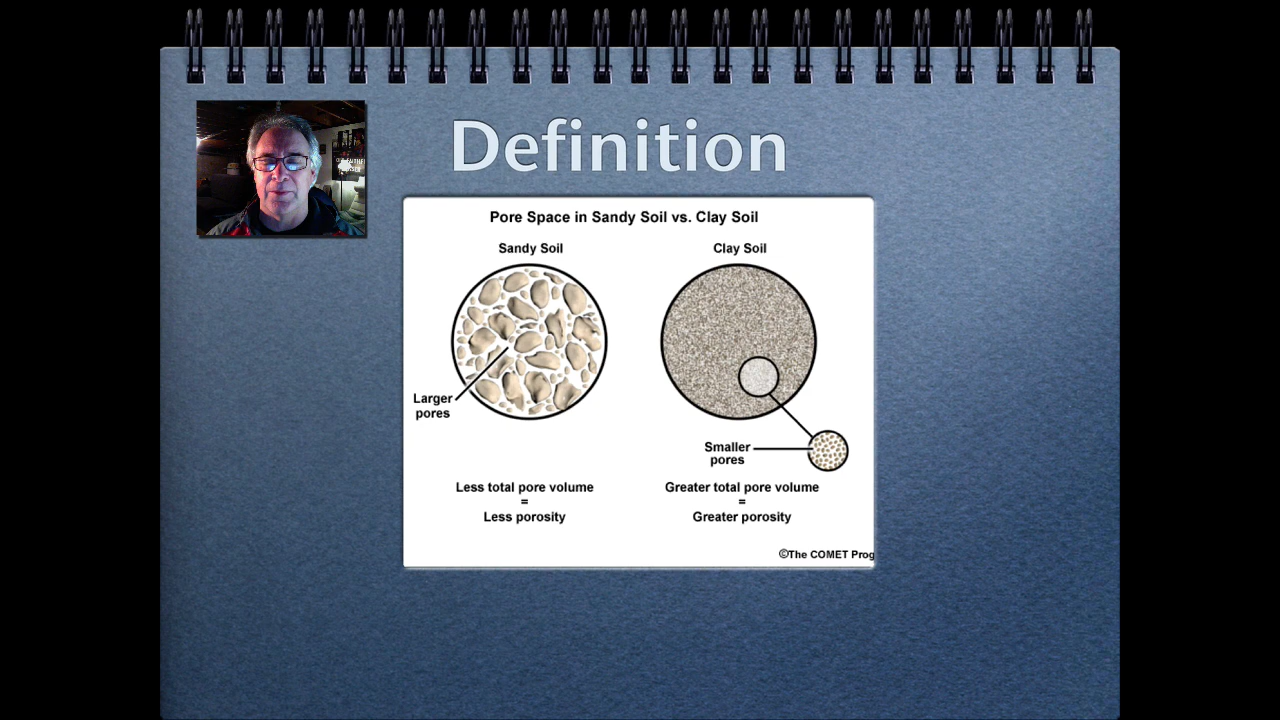 Definition
Pore Space in Sandy Soil vs. Clay Soil
Sandy Soil
Clay Soil
Larger
pores
Smaller
pores
Less total pore volume
=
Less porosity
Greater total pore volume
=
Greater porosity
©The COMET Prog